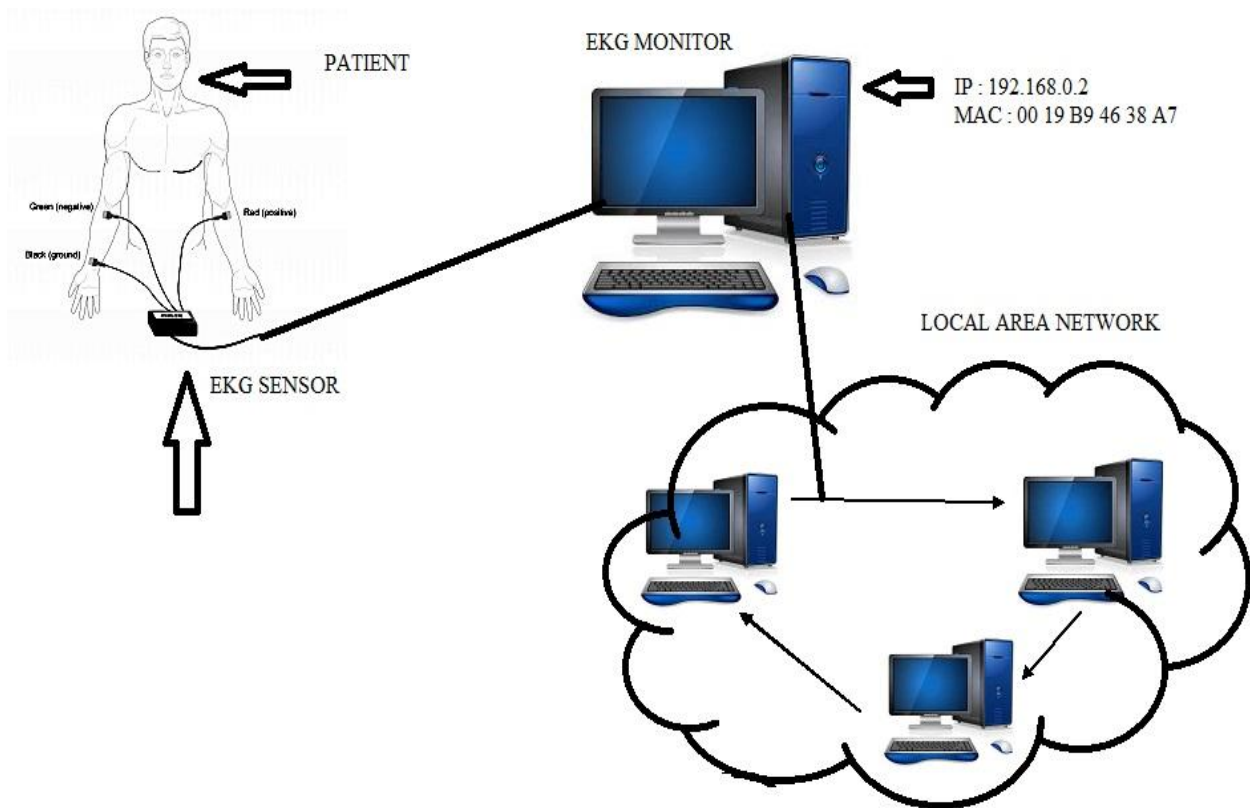 EKG MONITOR
PATIENT
IP : 192.168.0.2
MAC : 00 19 B9 46 38 A7
Green (negative)
Red (positive)
Black (ground)
LOCAL AREA NETWORK
EKG SENSOR